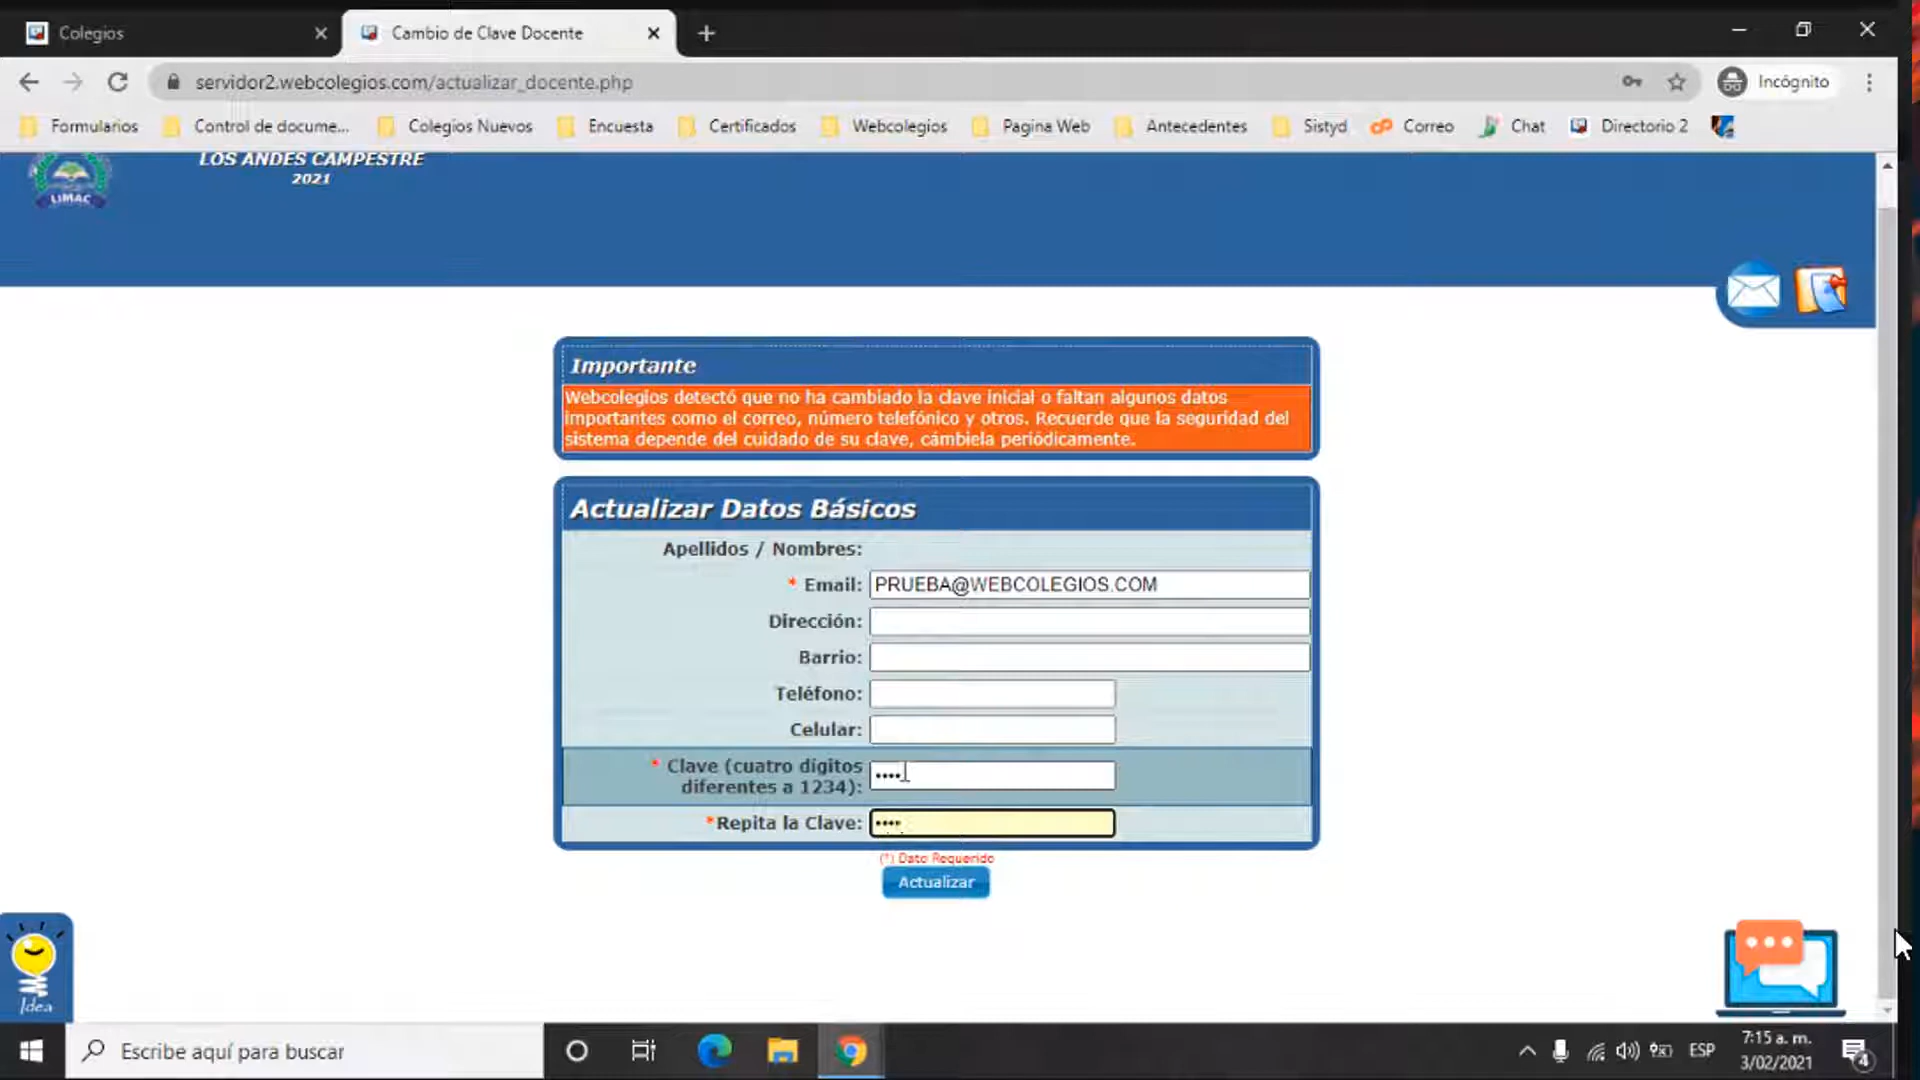 Colegios
Cambio de Clave Docente
servidor2.webcolegios.com/actualizar_docente.php
Incógnito
Formularios
Control de docume...
Colegios Nuevos
Encuesta
Certificados
Webcolegios
Pagina Web
Antecedentes
Sistyd
Correo
Chat
Directorio 2
LOS ANDES CAMPESTRE
2021
LIMAC
Importante
Webcolegios detectó que no ha cambiado la clave inicial o faltan algunos datos
importantes como el correo, número telefónico y otros. Recuerde que la seguridad del
sistema depende del cuidado de su clave, cámbiela periódicamente.
Actualizar Datos Básicos
Apellidos / Nombres:
* Email: PRUEBA@WEBCOLEGIOS.COM
Dirección:
Barrio:
Teléfono:
Celular:
* Clave (cuatro dígitos
diferentes a 1234): ••••
*Repita la Clave: ••••
(*) Dato Requerido
Actualizar
Idea
Escribe aquí para buscar
ESP
7:15 a. m.
3/02/2021
4